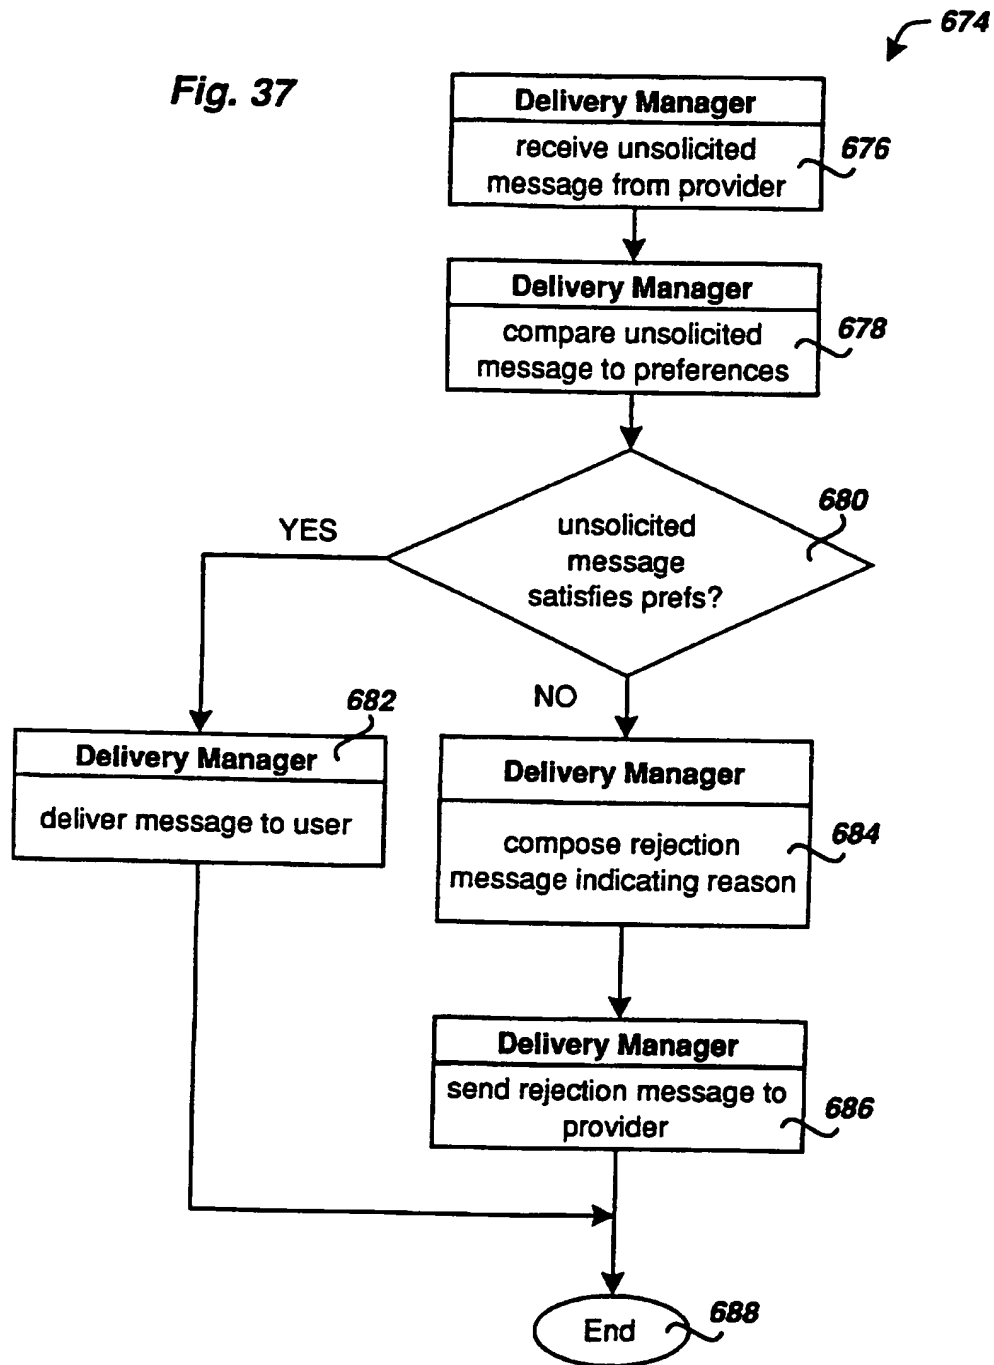 674
Fig. 37
Delivery Manager
receive unsolicited
message from provider
676
Delivery Manager
compare unsolicited
message to preferences
678
unsolicited
message
satisfies prefs?
680
YES
NO
682
Delivery Manager
deliver message to user
Delivery Manager
compose rejection
message indicating reason
684
Delivery Manager
send rejection message to
provider
686
End
688